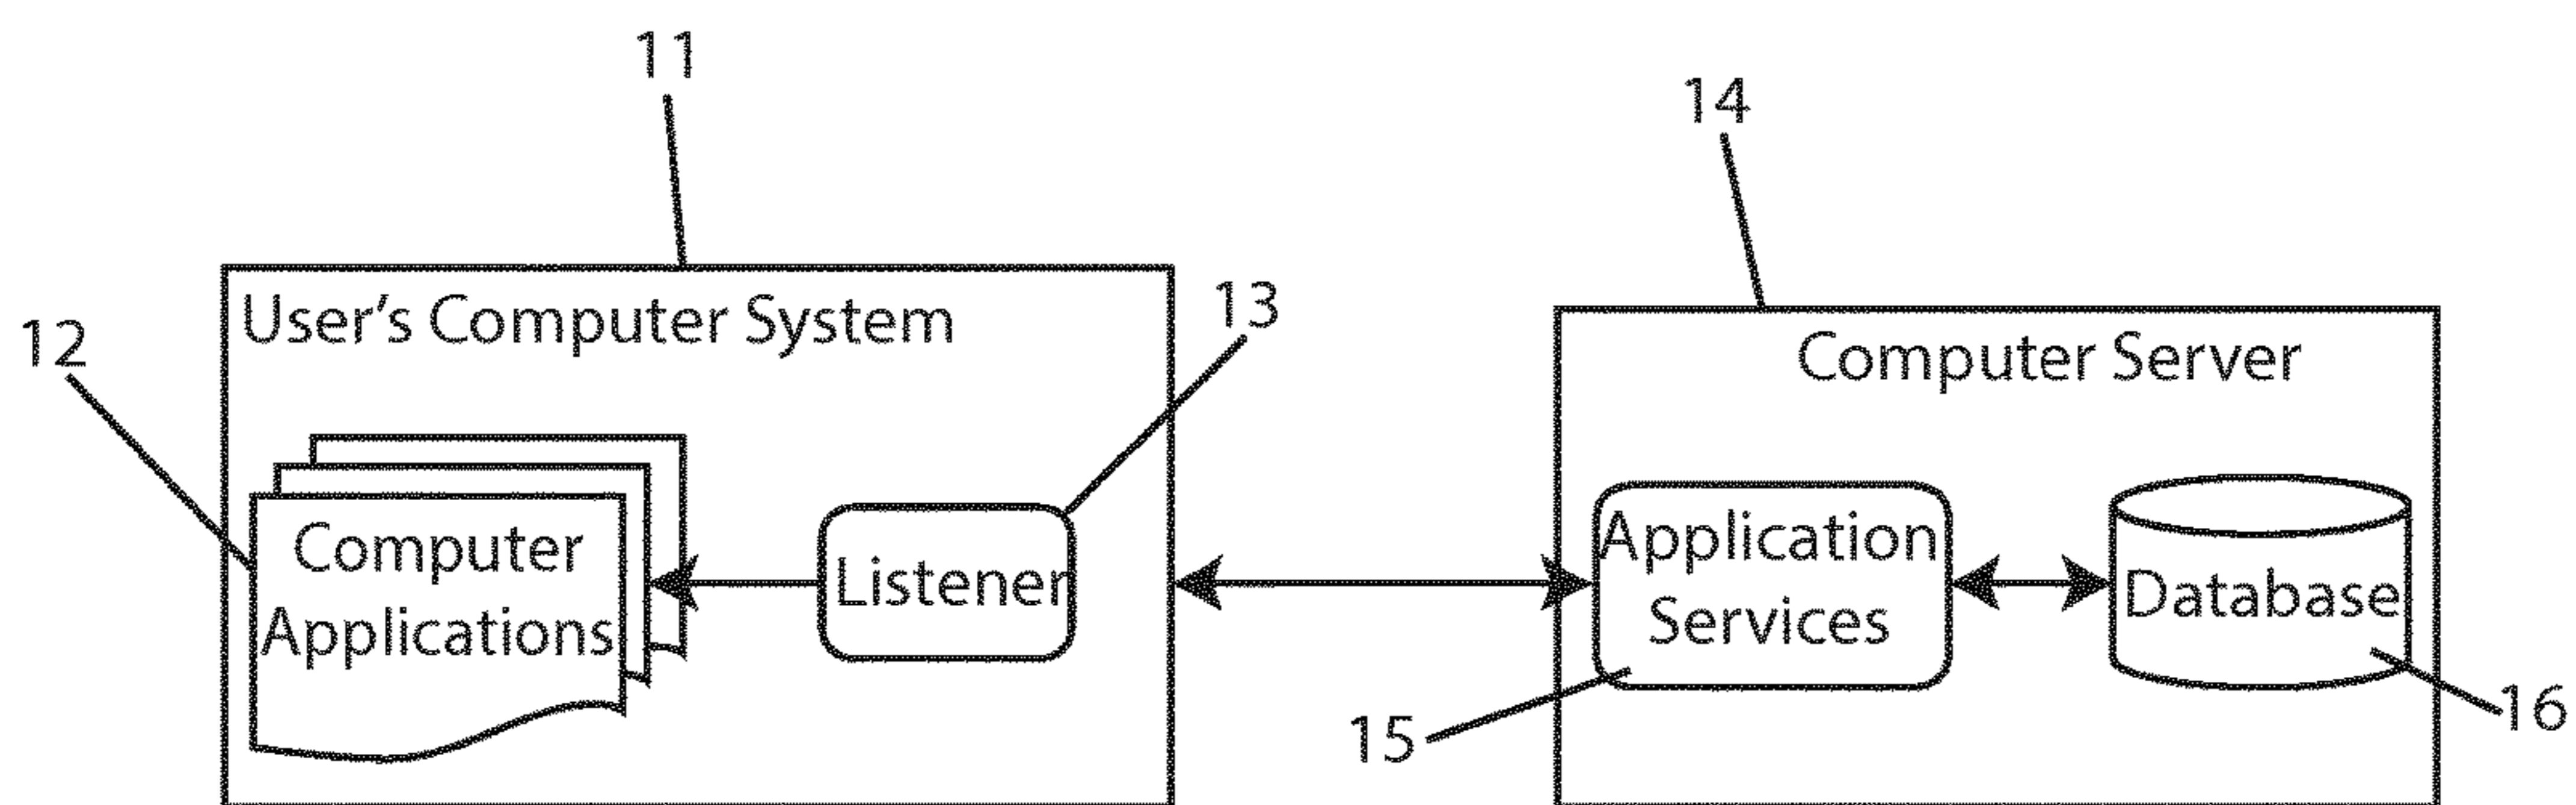 11
14
User's Computer System
13
12
Computer Server
Computer
Applications
Listener
Application
Services
Database
15
16